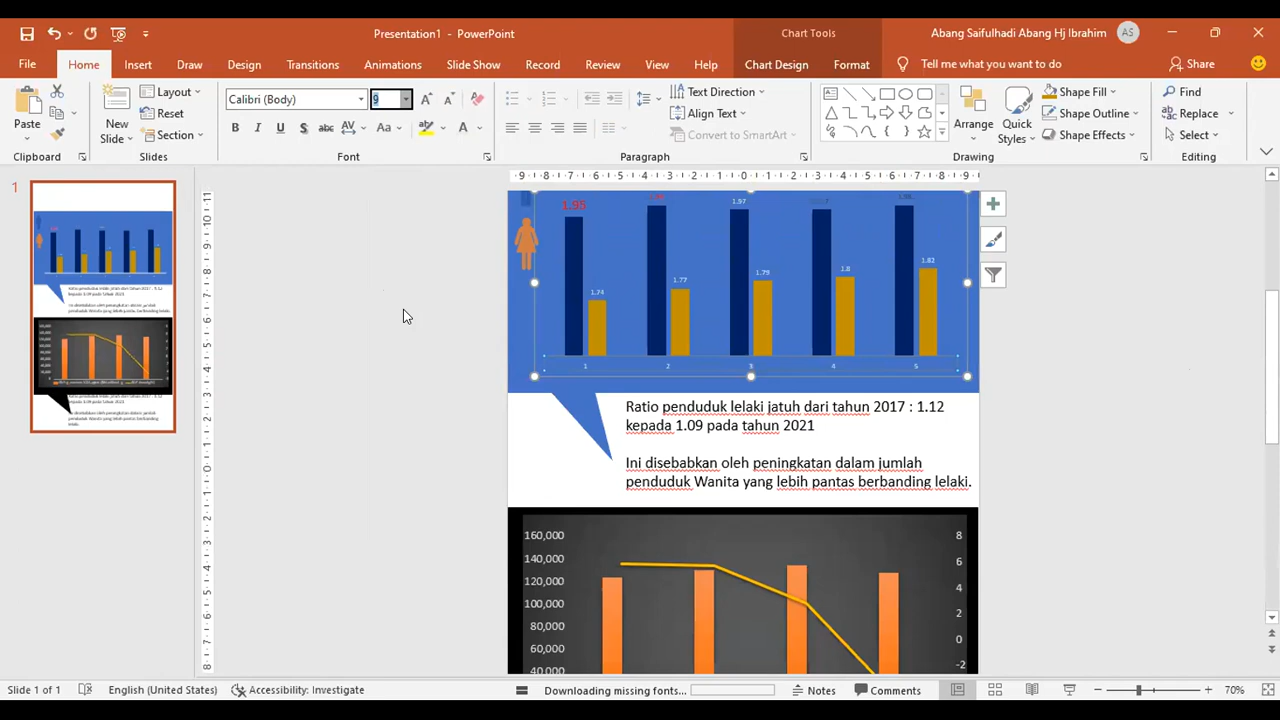 Presentation1 - PowerPoint
Chart Tools
Abang Saifulhadi Abang Hj Ibrahim
AS
File
Home
Insert
Draw
Design
Transitions
Animations
Slide Show
Record
Review
View
Help
Chart Design
Format
Tell me what you want to do
Share
Paste
Clipboard
New
Slide
Layout
Reset
Section
Slides
Calibri (Body)
9
B I U S abc AV Aa A
Font
Text Direction
Align Text
Convert to SmartArt
Paragraph
Arrange
Quick
Styles
Shape Fill
Shape Outline
Shape Effects
Drawing
Find
Replace
Select
Editing
1
1.95
1.97
1.74
1.77
1.79
1.8
1.82
1 2 3 4 5
Ratio penduduk lelaki jatuh dari tahun 2017 : 1.12
kepada 1.09 pada tahun 2021
Ini disebabkan oleh peningkatan dalam jumlah
penduduk Wanita yang lebih pantas berbanding lelaki.
160,000
140,000
120,000
100,000
80,000
60,000
40,000
8
6
4
2
0
-2
Slide 1 of 1
English (United States)
Accessibility: Investigate
Downloading missing fonts...
Notes
Comments
70%